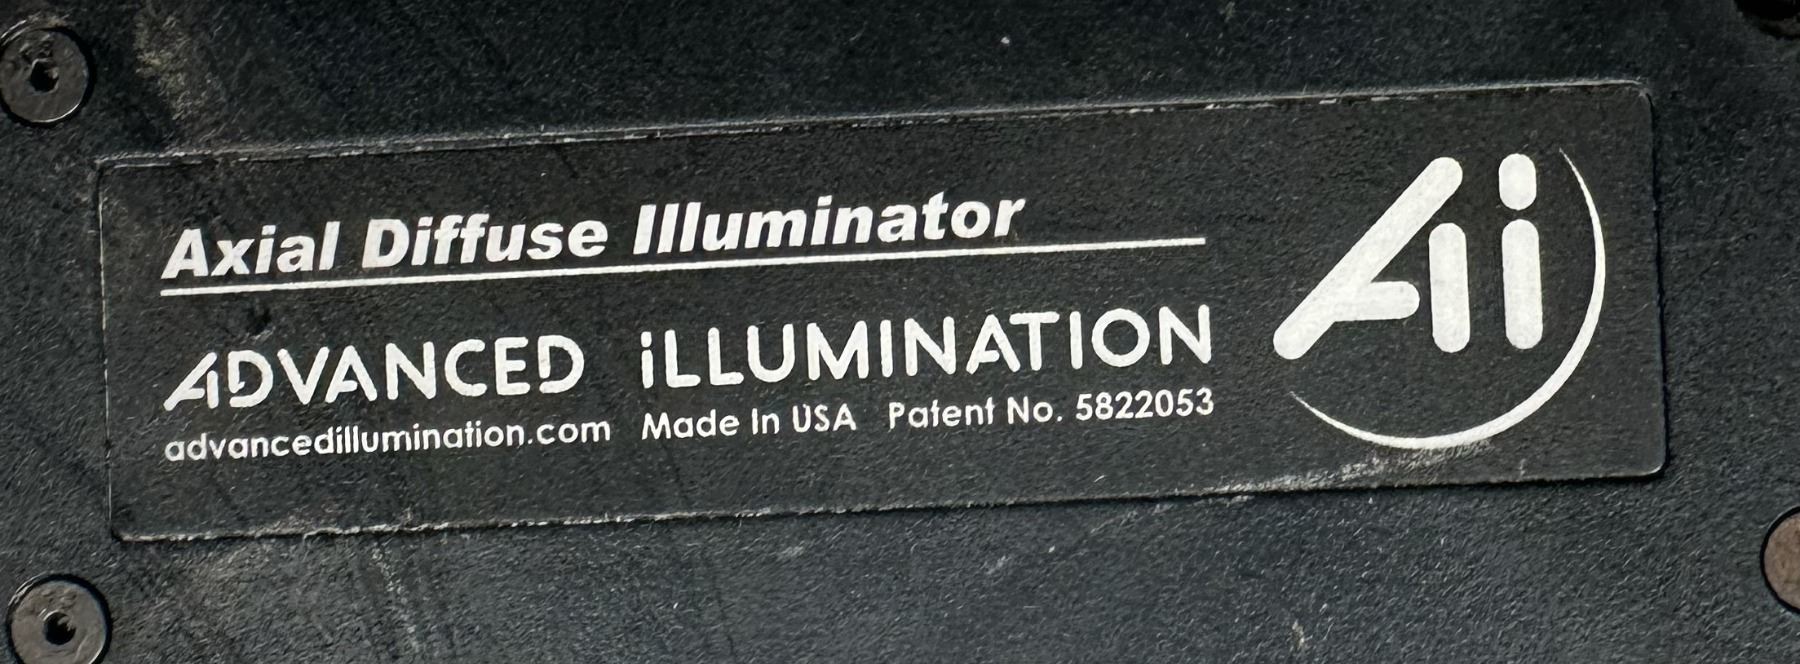 Axial Diffuse Illuminator
ADVANCED iLLUMINATION
advancedillumination.com Made In USA Patent No. 5822053
Ai